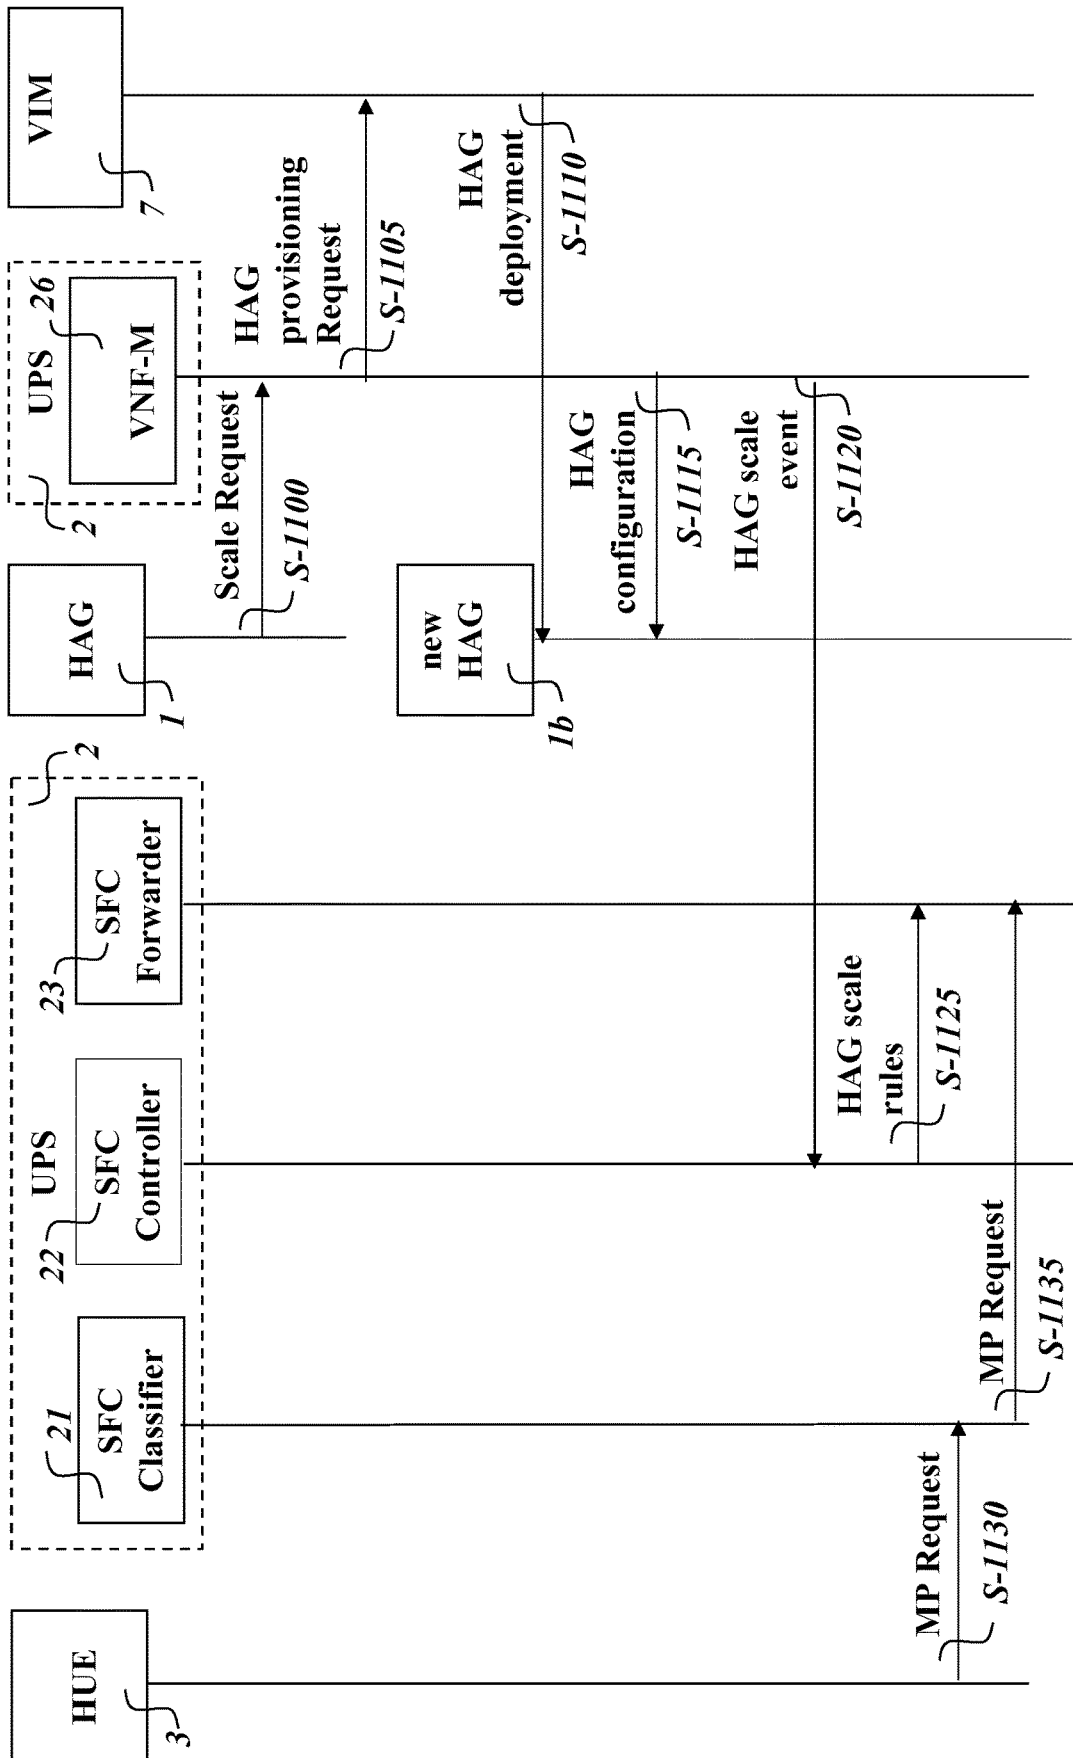 HUE
3
UPS
2
21
SFC
Classifier
22
SFC
Controller
23
SFC
Forwarder
HAG
1
UPS
2
26
VNF-M
VIM
7
Scale Request
S-1100
HAG
provisioning
Request
S-1105
new
HAG
1b
HAG
deployment
S-1110
HAG
configuration
S-1115
HAG scale
event
S-1120
HAG scale
rules
S-1125
MP Request
S-1130
MP Request
S-1135